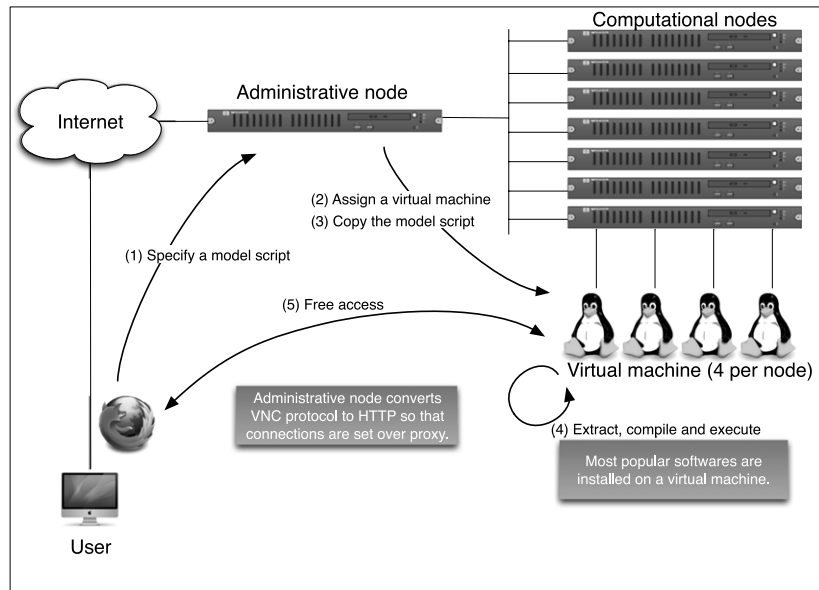 Computational nodes
Administrative node
Internet
(2) Assign a virtual machine
(3) Copy the model script
(1) Specify a model script
(5) Free access
Virtual machine (4 per node)
Administrative node converts
VNC protocol to HTTP so that
connections are set over proxy.
(4) Extract, compile and execute
Most popular softwares are
installed on a virtual machine.
User